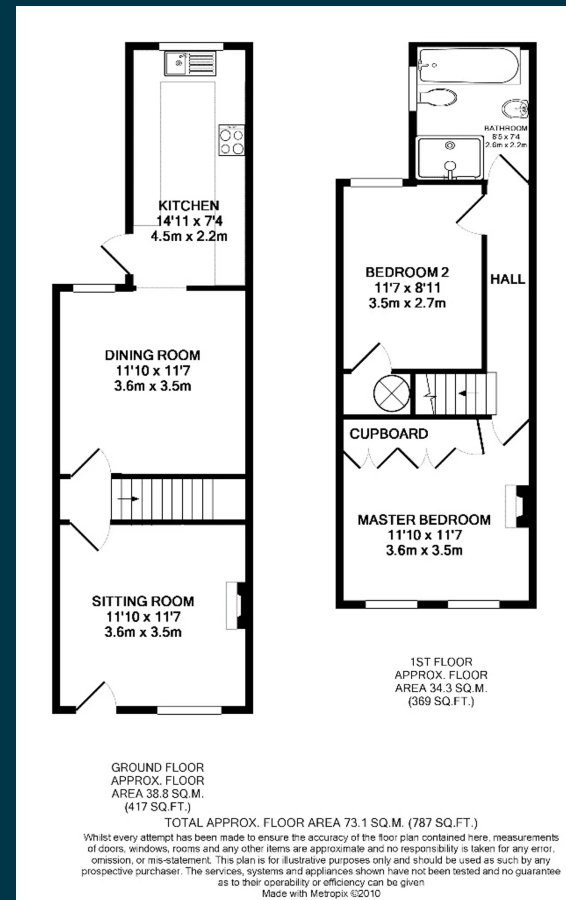 KITCHEN
14'11 x 7'4
4.5m x 2.2m
DINING ROOM
11'10 x 11'7
3.6m x 3.5m
SITTING ROOM
11'10 x 11'7
3.6m x 3.5m
GROUND FLOOR
APPROX. FLOOR
AREA 38.8 SQ.M.
(417 SQ.FT.)
BATHROOM
8'5 x 7'4
2.6m x 2.2m
BEDROOM 2
11'7 x 8'11
3.5m x 2.7m
HALL
CUPBOARD
MASTER BEDROOM
11'10 x 11'7
3.6m x 3.5m
1ST FLOOR
APPROX. FLOOR
AREA 34.3 SQ.M.
(369 SQ.FT.)
TOTAL APPROX. FLOOR AREA 73.1 SQ.M. (787 SQ.FT.)
Whilst every attempt has been made to ensure the accuracy of the floor plan contained here, measurements
of doors, windows, rooms and any other items are approximate and no responsibility is taken for any error,
omission, or mis-statement. This plan is for illustrative purposes only and should be used as such by any
prospective purchaser. The services, systems and appliances shown have not been tested and no guarantee
as to their operability or efficiency can be given
Made with Metropix ©2010